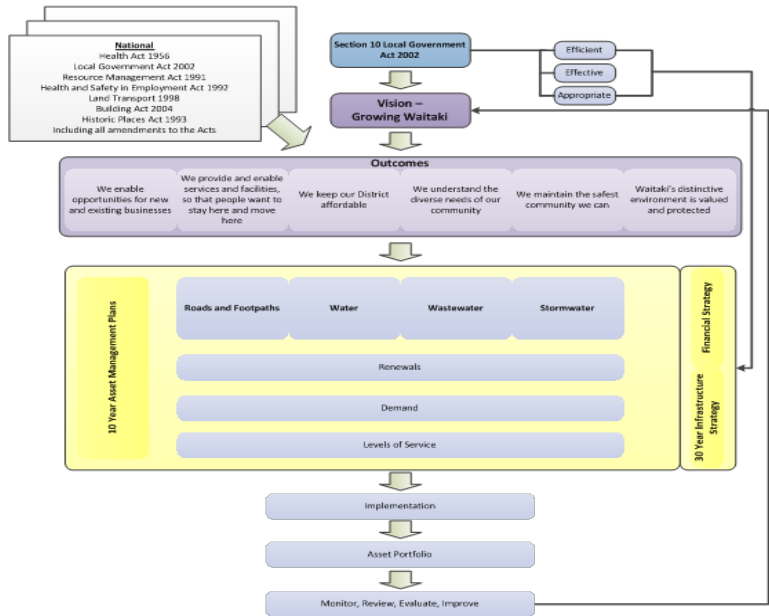 National
Health Act 1956
Local Government Act 2002
Resource Management Act 1991
Health and Safety in Employment Act 1992
Land Transport 1998
Building Act 2004
Historic Places Act 1993
Including all amendments to the Acts
Section 10 Local Government
Act 2002
Efficient
Effective
Appropriate
Vision –
Growing Waitaki
Outcomes
We enable
opportunities for new
and existing businesses
We provide and enable
services and facilities,
so that people want to
stay here and move
here
We keep our District
affordable
We understand the
diverse needs of our
community
We maintain the safest
community we can
Waitaki's distinctive
environment is valued
and protected
10 Year Asset Management Plans
Roads and Footpaths
Water
Wastewater
Stormwater
Renewals
Demand
Levels of Service
Financial Strategy
30 Year Infrastructure
Strategy
Implementation
Asset Portfolio
Monitor, Review, Evaluate, Improve